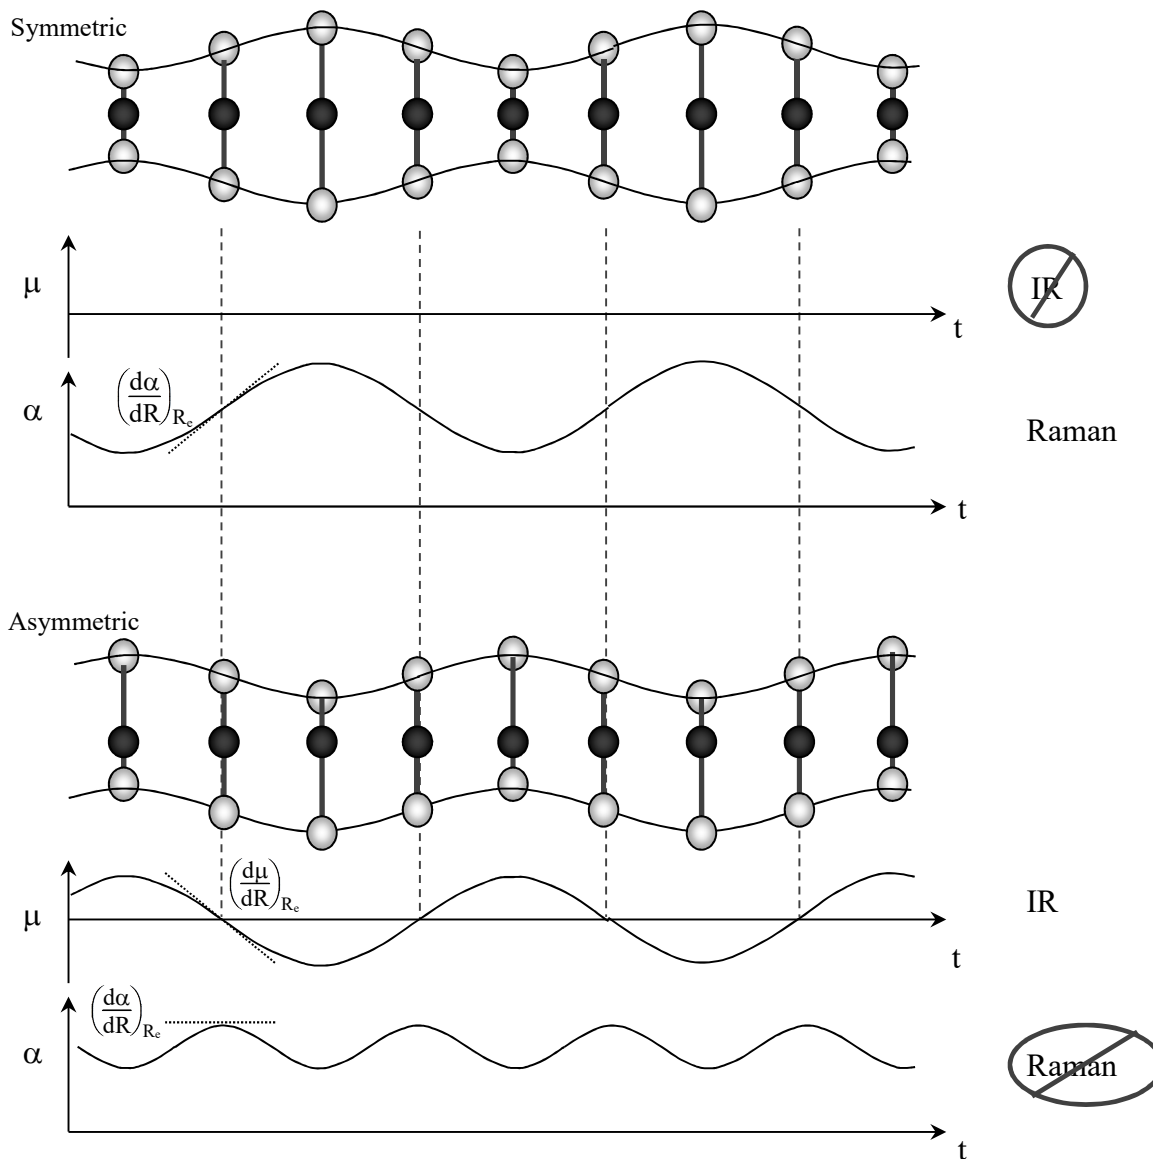 Symmetric
μ
IR
t
(dα/dR)Re
α
Raman
t
Asymmetric
(dμ/dR)Re
μ
IR
t
(dα/dR)Re
α
Raman
t